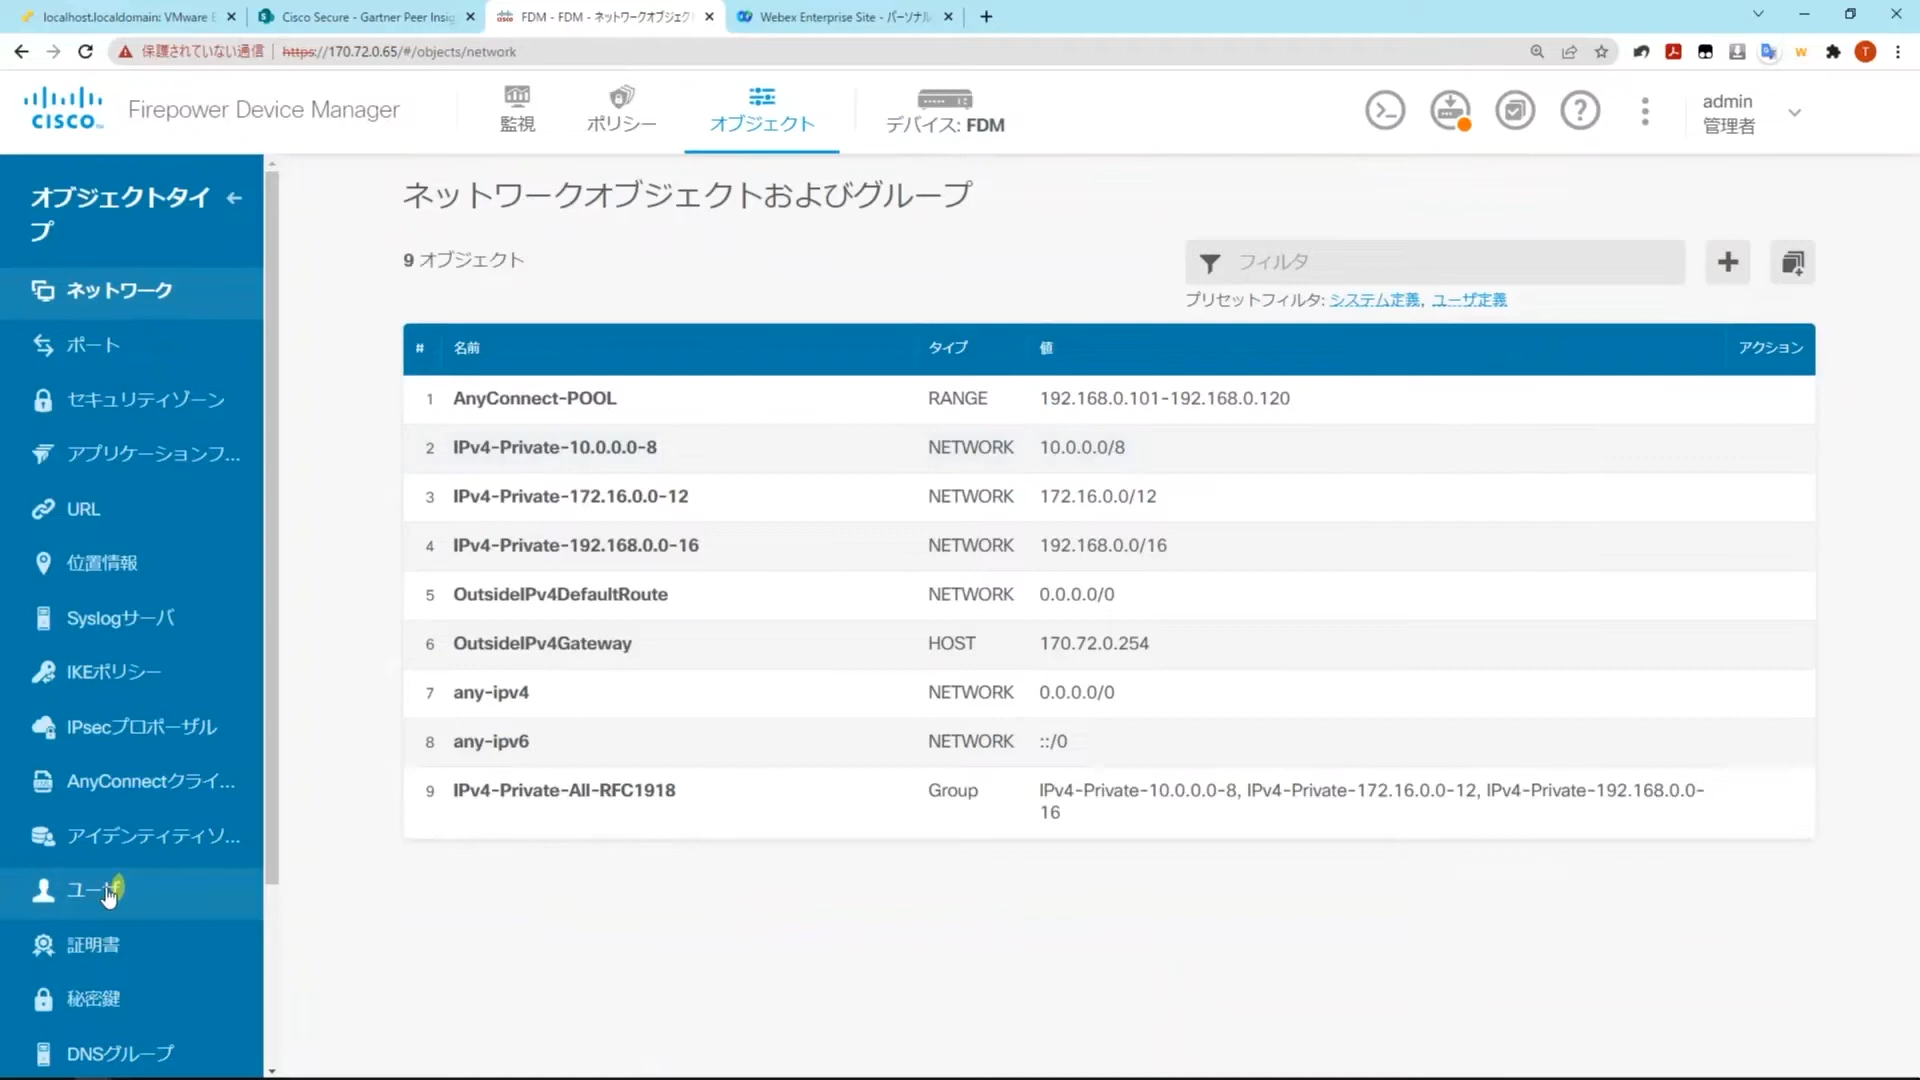 localhost.localdomain: VMware E
Cisco Secure - Gartner Peer Insig
FDM - FDM - ネットワークオブジェクト
Webex Enterprise Site - パーソナル
保護されていない通信 | https://170.72.0.65/#/objects/network
W
T
CISCO
Firepower Device Manager
監視
ポリシー
オブジェクト
デバイス: FDM
admin
管理者
オブジェクトタイ
プ
ネットワーク
ポート
セキュリティゾーン
アプリケーションフ...
URL
位置情報
Syslogサーバ
IKEポリシー
IPsecプロポーザル
AnyConnectクライ...
アイデンティティソ...
ユーザ
証明書
秘密鍵
DNSグループ
ネットワークオブジェクトおよびグループ
9 オブジェクト
フィルタ
プリセットフィルタ: システム定義, ユーザ定義
# 名前 タイプ 値 アクション
1 AnyConnect-POOL RANGE 192.168.0.101-192.168.0.120
2 IPv4-Private-10.0.0.0-8 NETWORK 10.0.0.0/8
3 IPv4-Private-172.16.0.0-12 NETWORK 172.16.0.0/12
4 IPv4-Private-192.168.0.0-16 NETWORK 192.168.0.0/16
5 OutsideIPv4DefaultRoute NETWORK 0.0.0.0/0
6 OutsideIPv4Gateway HOST 170.72.0.254
7 any-ipv4 NETWORK 0.0.0.0/0
8 any-ipv6 NETWORK ::/0
9 IPv4-Private-All-RFC1918 Group IPv4-Private-10.0.0.0-8, IPv4-Private-172.16.0.0-12, IPv4-Private-192.168.0.0-
16